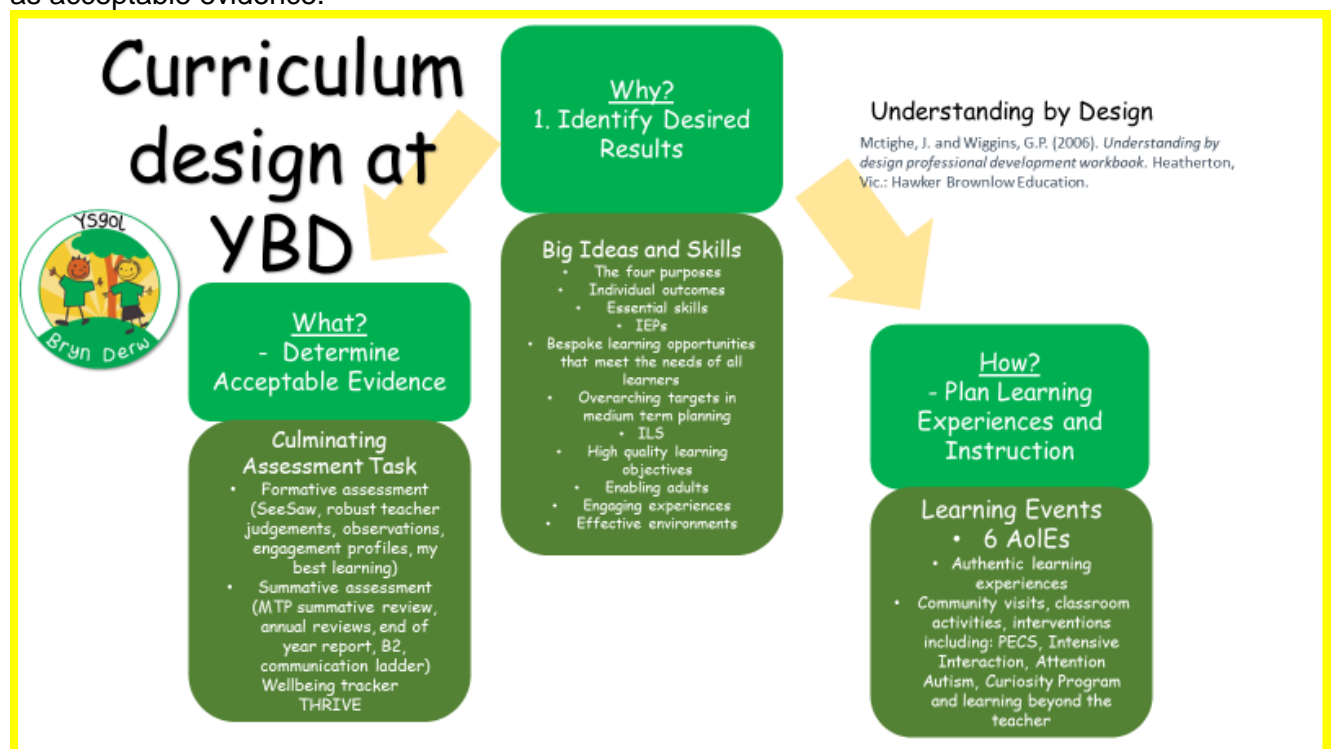 as acceptable evidence.
Curriculum
design at
YBD
Ysgol
Bryn Derw
Why?
1. Identify Desired
Results
Big Ideas and Skills
• The four purposes
• Individual outcomes
• Essential skills
• IEPs
• Bespoke learning opportunities
that meet the needs of all
learners
• Overarching targets in
medium term planning
• ILS
• High quality learning
objectives
• Enabling adults
• Engaging experiences
• Effective environments
Understanding by Design
Mctighe, J. and Wiggins, G.P. (2006). Understanding by
design professional development workbook. Heatherton,
Vic.: Hawker Brownlow Education.
What?
- Determine
Acceptable Evidence
Culminating
Assessment Task
• Formative assessment
(SeeSaw, robust teacher
judgements, observations,
engagement profiles, my
best learning)
• Summative assessment
(MTP summative review,
annual reviews, end of
year report, B2,
communication ladder)
Wellbeing tracker
THRIVE
How?
- Plan Learning
Experiences and
Instruction
Learning Events
• 6 AolEs
• Authentic learning
experiences
• Community visits, classroom
activities, interventions
including: PECS, Intensive
Interaction, Attention
Autism, Curiosity Program
and learning beyond the
teacher